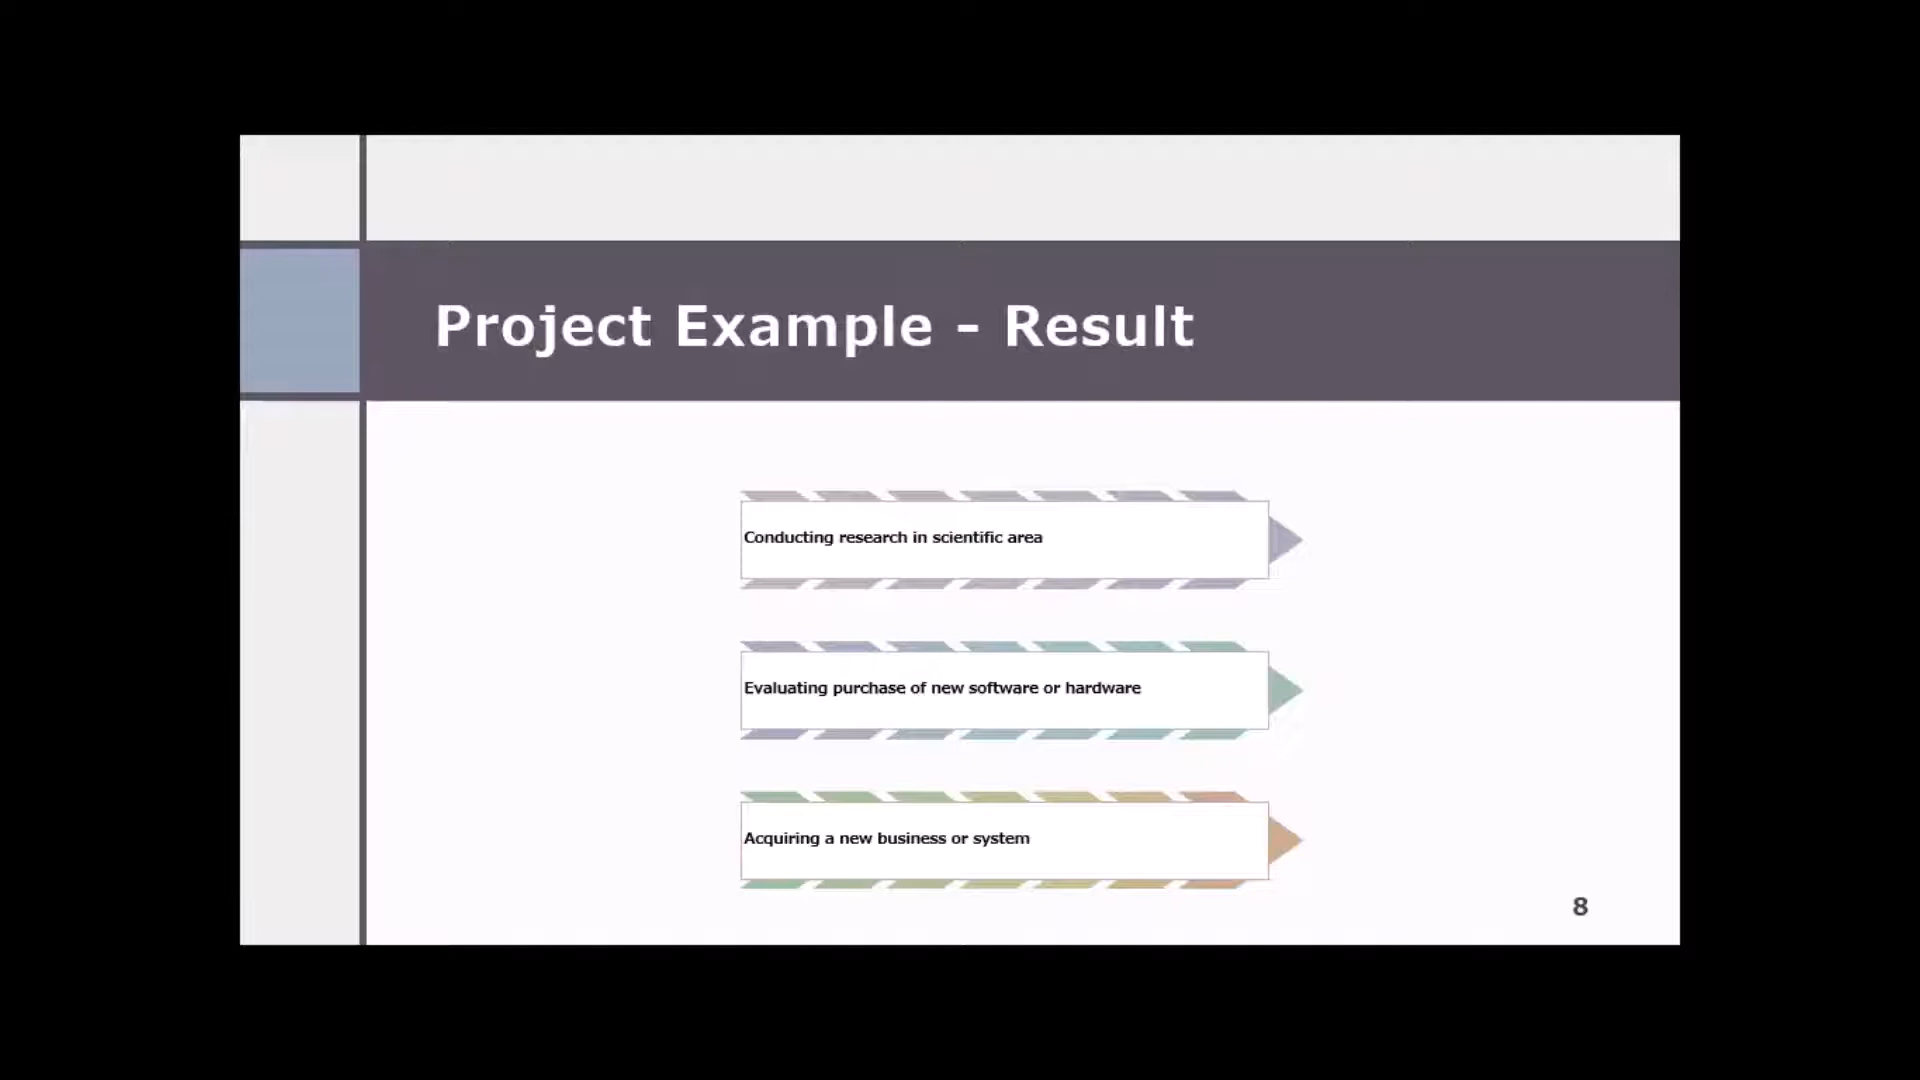 Project Example - Result
Conducting research in scientific area
Evaluating purchase of new software or hardware
Acquiring a new business or system
8